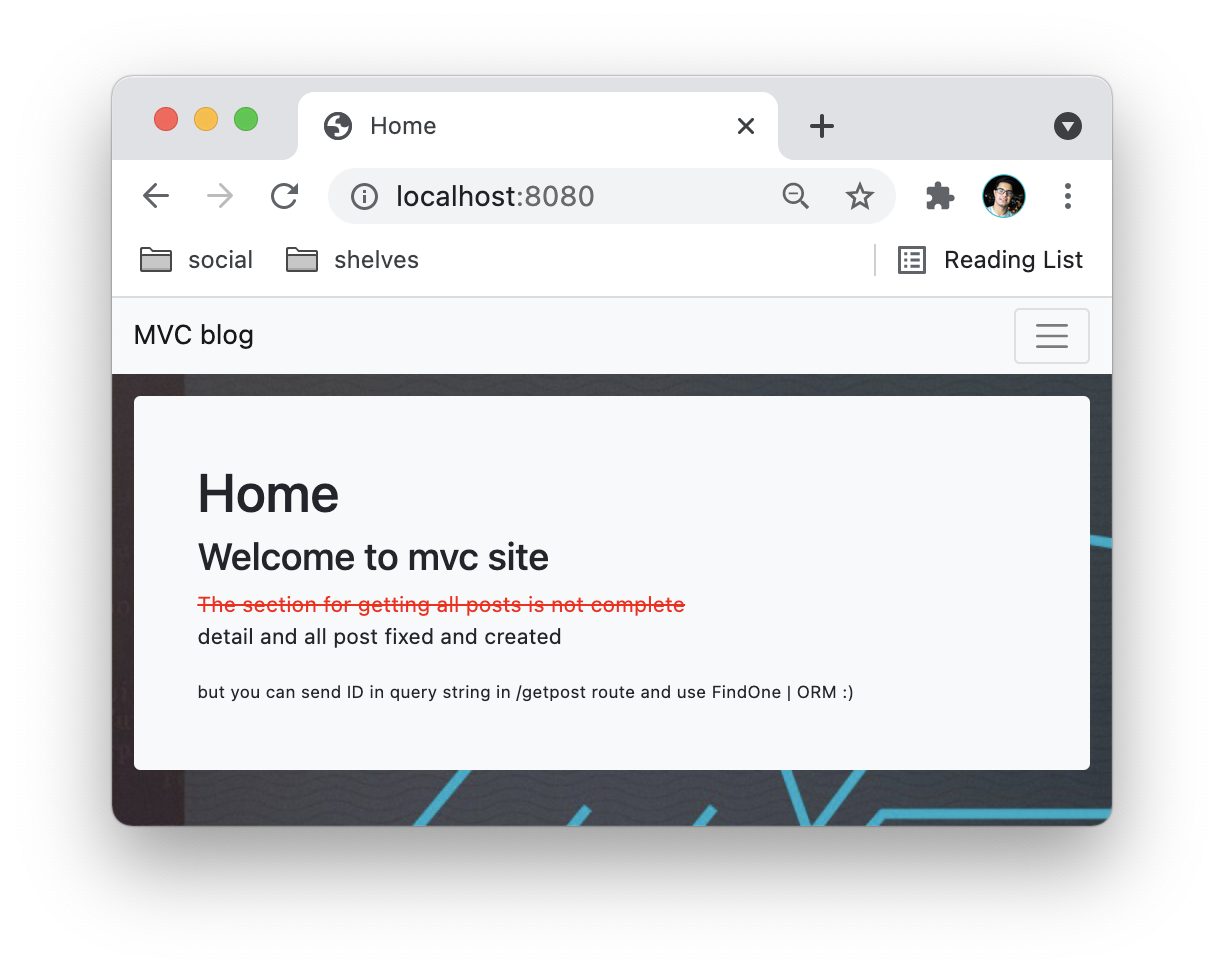 Home
localhost:8080
social
shelves
Reading List
MVC blog
Home
Welcome to mvc site
The section for getting all posts is not complete
detail and all post fixed and created
but you can send ID in query string in /getpost route and use FindOne | ORM :)